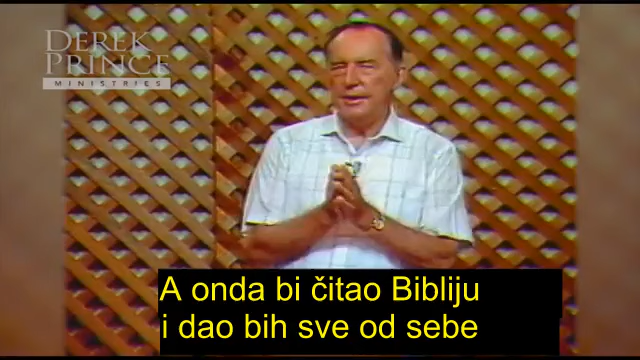 DEREK
PRINCE
MINISTRIES
A onda bi čitao Bibliju
i dao bih sve od sebe